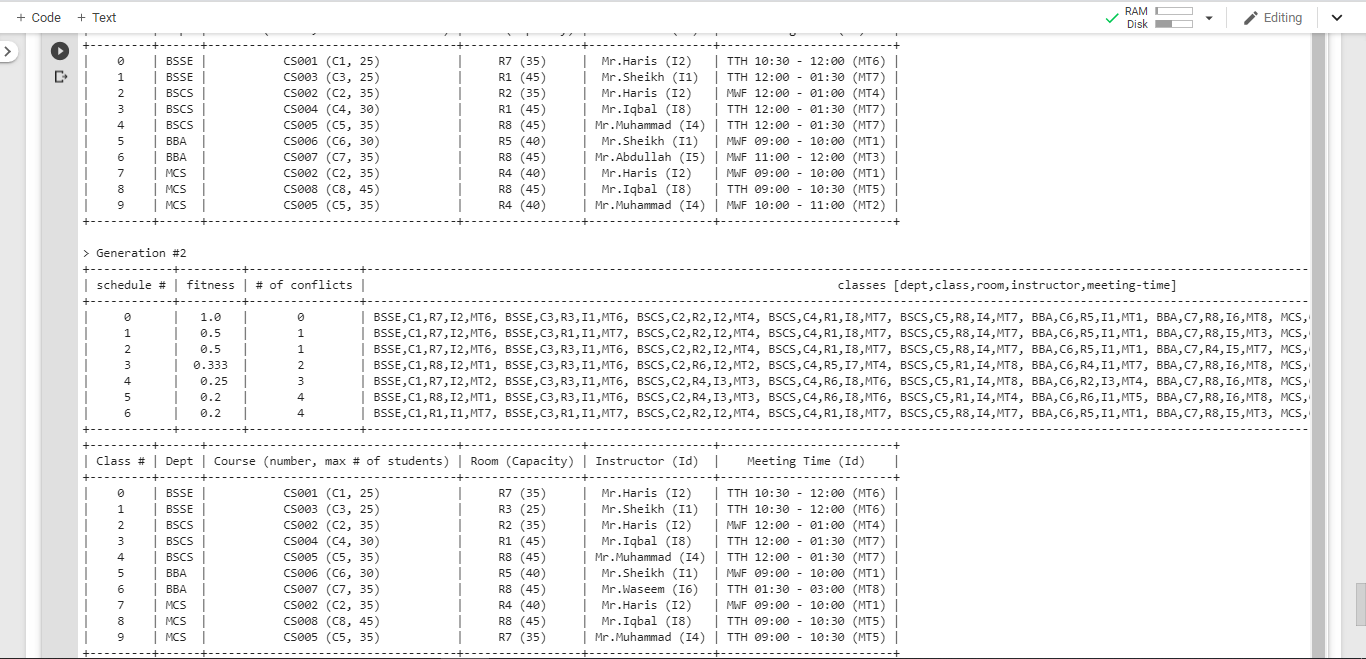 + Code + Text RAM Disk Editing
| 0 | BSSE | CS001 (C1, 25) | R7 (35) | Mr.Haris (I2) | TTH 10:30 - 12:00 (MT6) |
| 1 | BSSE | CS003 (C3, 25) | R1 (45) | Mr.Sheikh (I1) | TTH 12:00 - 01:30 (MT7) |
| 2 | BSCS | CS002 (C2, 35) | R2 (35) | Mr.Haris (I2) | MWF 12:00 - 01:00 (MT4) |
| 3 | BSCS | CS004 (C4, 30) | R1 (45) | Mr.Iqbal (I8) | TTH 12:00 - 01:30 (MT7) |
| 4 | BSCS | CS005 (C5, 35) | R8 (45) | Mr.Muhammad (I4) | TTH 12:00 - 01:30 (MT7) |
| 5 | BBA | CS006 (C6, 30) | R5 (40) | Mr.Sheikh (I1) | MWF 09:00 - 10:00 (MT1) |
| 6 | BBA | CS007 (C7, 35) | R8 (45) | Mr.Abdullah (I5) | MWF 11:00 - 12:00 (MT3) |
| 7 | MCS | CS002 (C2, 35) | R4 (40) | Mr.Haris (I2) | MWF 09:00 - 10:00 (MT1) |
| 8 | MCS | CS008 (C8, 45) | R8 (45) | Mr.Iqbal (I8) | TTH 09:00 - 10:30 (MT5) |
| 9 | MCS | CS005 (C5, 35) | R4 (40) | Mr.Muhammad (I4) | MWF 10:00 - 11:00 (MT2) |
> Generation #2
| schedule # | fitness | # of conflicts | classes [dept,class,room,instructor,meeting-time]
| 0 | 1.0 | 0 | BSSE,C1,R7,I2,MT6, BSSE,C3,R3,I1,MT6, BSCS,C2,R2,I2,MT4, BSCS,C4,R1,I8,MT7, BSCS,C5,R8,I4,MT7, BBA,C6,R5,I1,MT1, BBA,C7,R8,I6,MT8, MCS,
| 1 | 0.5 | 1 | BSSE,C1,R7,I2,MT6, BSSE,C3,R1,I1,MT7, BSCS,C2,R2,I2,MT4, BSCS,C4,R1,I8,MT7, BSCS,C5,R8,I4,MT7, BBA,C6,R5,I1,MT1, BBA,C7,R8,I5,MT3, MCS,
| 2 | 0.5 | 1 | BSSE,C1,R7,I2,MT6, BSSE,C3,R3,I1,MT6, BSCS,C2,R2,I2,MT4, BSCS,C4,R1,I8,MT7, BSCS,C5,R8,I4,MT7, BBA,C6,R5,I1,MT1, BBA,C7,R4,I5,MT7, MCS,
| 3 | 0.333 | 2 | BSSE,C1,R8,I2,MT1, BSSE,C3,R3,I1,MT6, BSCS,C2,R6,I2,MT2, BSCS,C4,R5,I7,MT4, BSCS,C5,R1,I4,MT8, BBA,C6,R4,I1,MT7, BBA,C7,R8,I6,MT8, MCS,
| 4 | 0.25 | 3 | BSSE,C1,R7,I2,MT2, BSSE,C3,R3,I1,MT6, BSCS,C2,R4,I3,MT3, BSCS,C4,R6,I8,MT6, BSCS,C5,R1,I4,MT8, BBA,C6,R2,I3,MT4, BBA,C7,R8,I6,MT8, MCS,
| 5 | 0.2 | 4 | BSSE,C1,R8,I2,MT1, BSSE,C3,R3,I1,MT6, BSCS,C2,R4,I3,MT3, BSCS,C4,R6,I8,MT6, BSCS,C5,R1,I4,MT4, BBA,C6,R6,I1,MT5, BBA,C7,R8,I6,MT8, MCS,
| 6 | 0.2 | 4 | BSSE,C1,R1,I1,MT7, BSSE,C3,R1,I1,MT7, BSCS,C2,R2,I2,MT4, BSCS,C4,R1,I8,MT7, BSCS,C5,R8,I4,MT7, BBA,C6,R5,I1,MT1, BBA,C7,R8,I5,MT3, MCS,
| Class # | Dept | Course (number, max # of students) | Room (Capacity) | Instructor (Id) | Meeting Time (Id) |
| 0 | BSSE | CS001 (C1, 25) | R7 (35) | Mr.Haris (I2) | TTH 10:30 - 12:00 (MT6) |
| 1 | BSSE | CS003 (C3, 25) | R3 (25) | Mr.Sheikh (I1) | TTH 10:30 - 12:00 (MT6) |
| 2 | BSCS | CS002 (C2, 35) | R2 (35) | Mr.Haris (I2) | MWF 12:00 - 01:00 (MT4) |
| 3 | BSCS | CS004 (C4, 30) | R1 (45) | Mr.Iqbal (I8) | TTH 12:00 - 01:30 (MT7) |
| 4 | BSCS | CS005 (C5, 35) | R8 (45) | Mr.Muhammad (I4) | TTH 12:00 - 01:30 (MT7) |
| 5 | BBA | CS006 (C6, 30) | R5 (40) | Mr.Sheikh (I1) | MWF 09:00 - 10:00 (MT1) |
| 6 | BBA | CS007 (C7, 35) | R8 (45) | Mr.Waseem (I6) | TTH 01:30 - 03:00 (MT8) |
| 7 | MCS | CS002 (C2, 35) | R4 (40) | Mr.Haris (I2) | MWF 09:00 - 10:00 (MT1) |
| 8 | MCS | CS008 (C8, 45) | R8 (45) | Mr.Iqbal (I8) | TTH 09:00 - 10:30 (MT5) |
| 9 | MCS | CS005 (C5, 35) | R7 (35) | Mr.Muhammad (I4) | TTH 09:00 - 10:30 (MT5) |